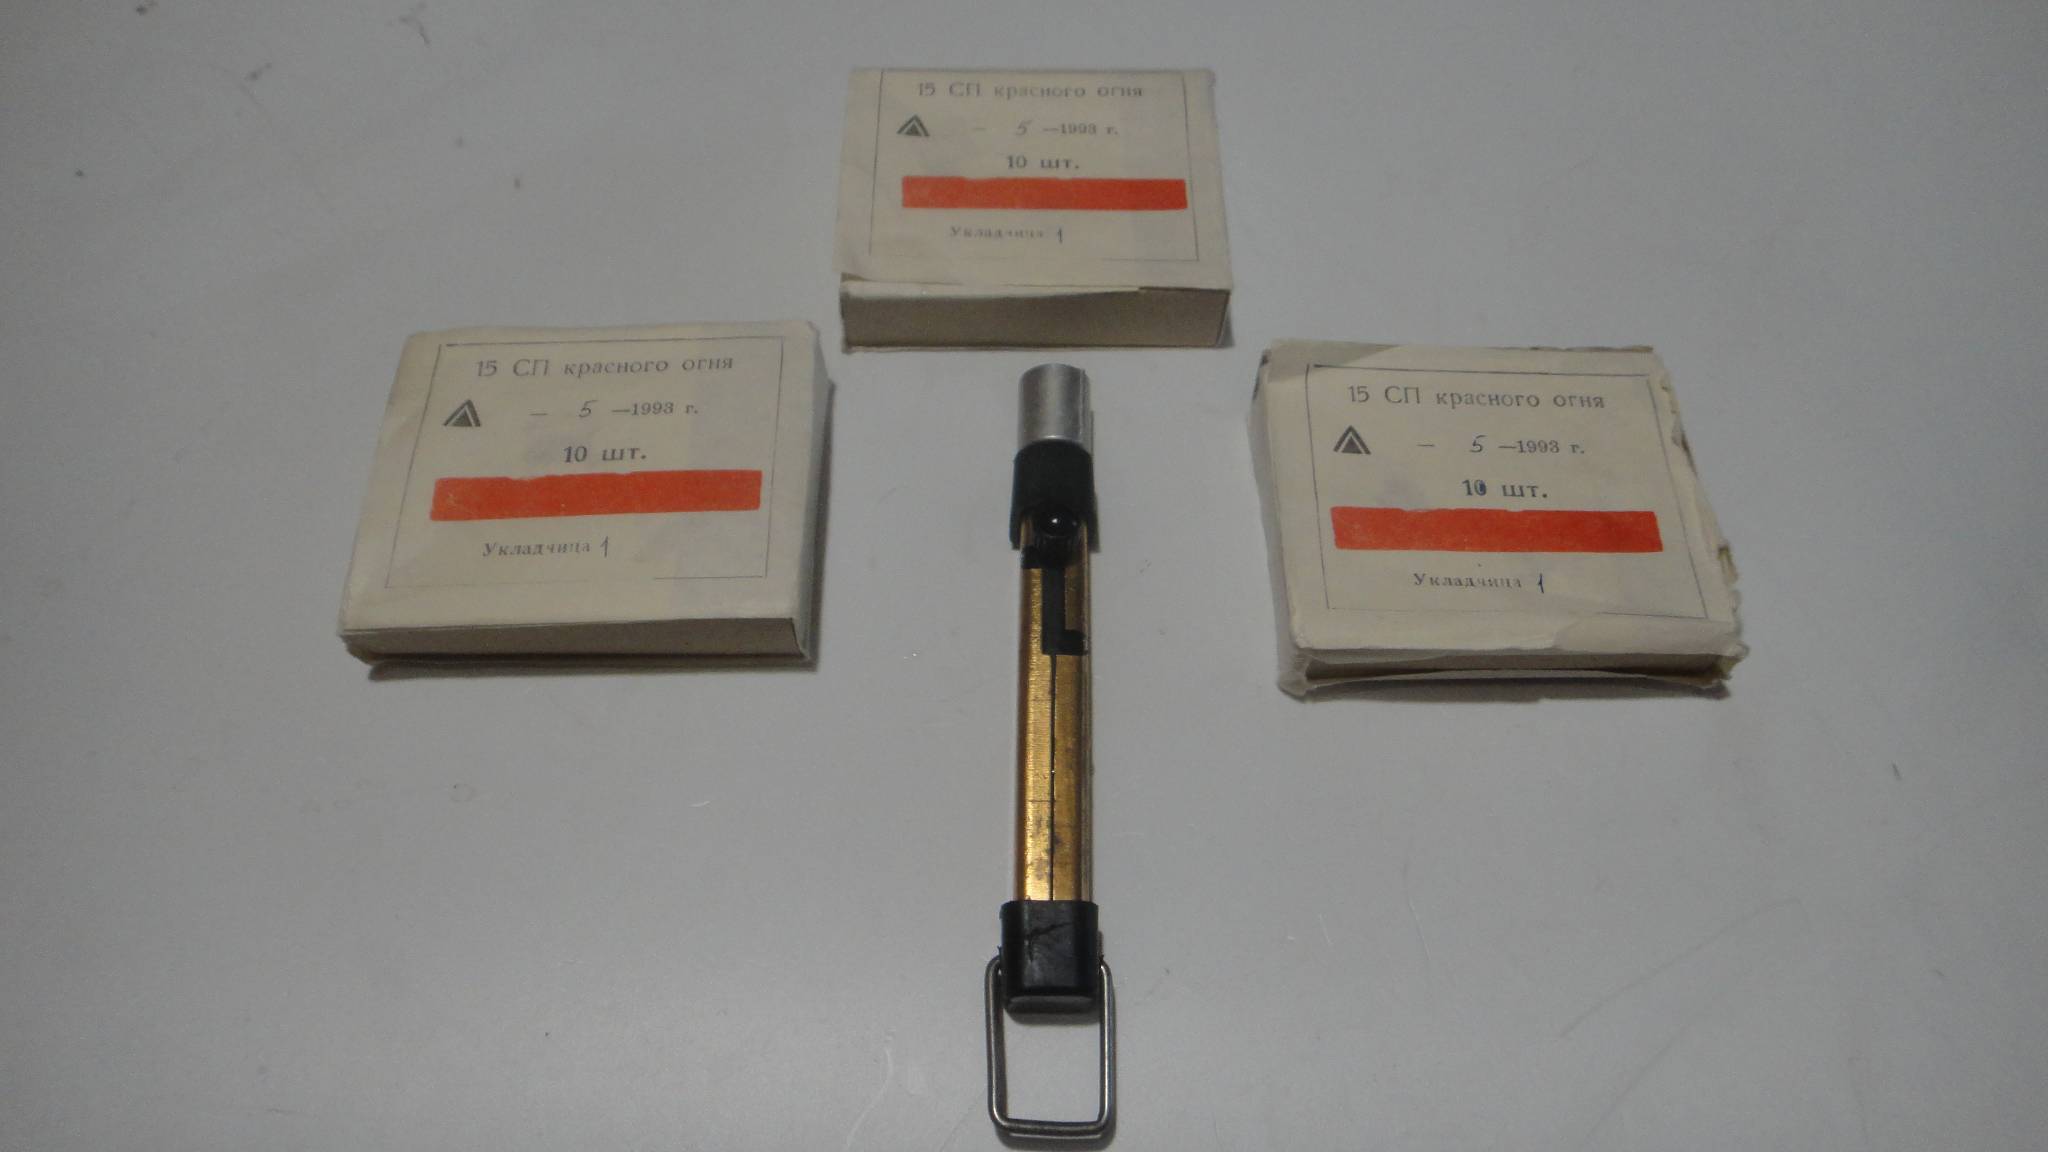 15 СП красного огня
— 5 —1993 г.
10 шт.
Укладчица 1
15 СП красного огня
— 5 —1993 г.
10 шт.
Укладчица 1
15 СП красного огня
— 5 —1993 г.
10 шт.
Укладчица 1